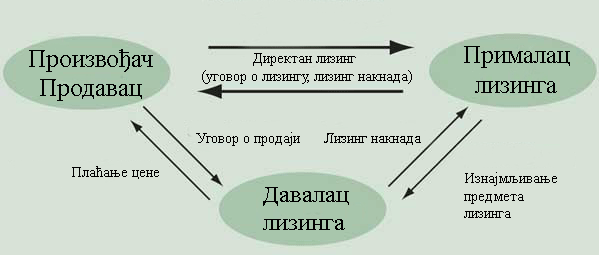 Произвођач
Продавац
Директан лизинг
(уговор о лизингу, лизинг накнада)
Прималац
лизинга
Уговор о продаји
Лизинг накнада
Плаћање цене
Давалац
лизинга
Изнајмљивање
предмета
лизинга